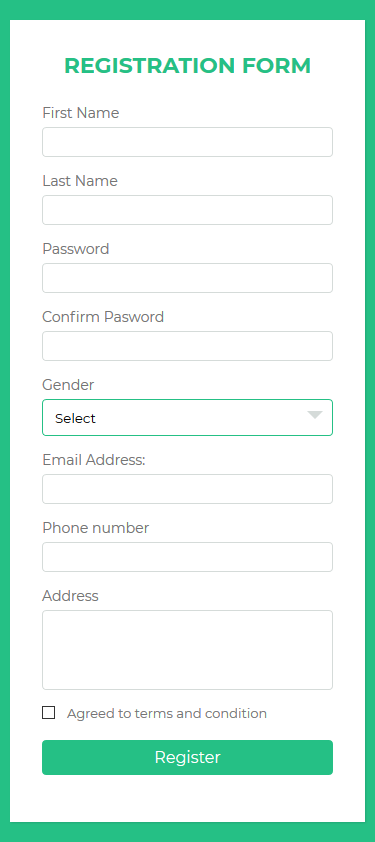 REGISTRATION FORM
First Name
Last Name
Password
Confirm Pasword
Gender
Select
Email Address:
Phone number
Address
Agreed to terms and condition
Register